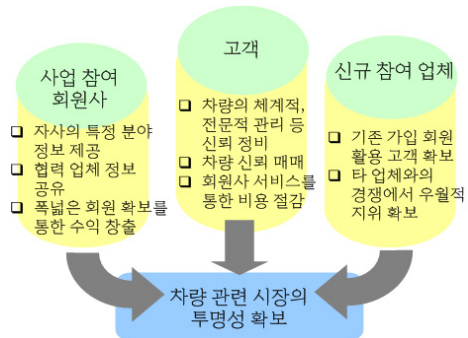 사업 참여
회원사
❑ 자사의 특정 분야
정보 제공
❑ 협력 업체 정보
공유
❑ 폭넓은 회원 확보를
통한 수익 창출
고객
❑ 차량의 체계적,
전문적 관리 등
신뢰 정비
❑ 차량 신뢰 매매
❑ 회원사 서비스를
통한 비용 절감
신규 참여 업체
❑ 기존 가입 회원
활용 고객 확보
❑ 타 업체와의
경쟁에서 우월적
지위 확보
차량 관련 시장의
투명성 확보